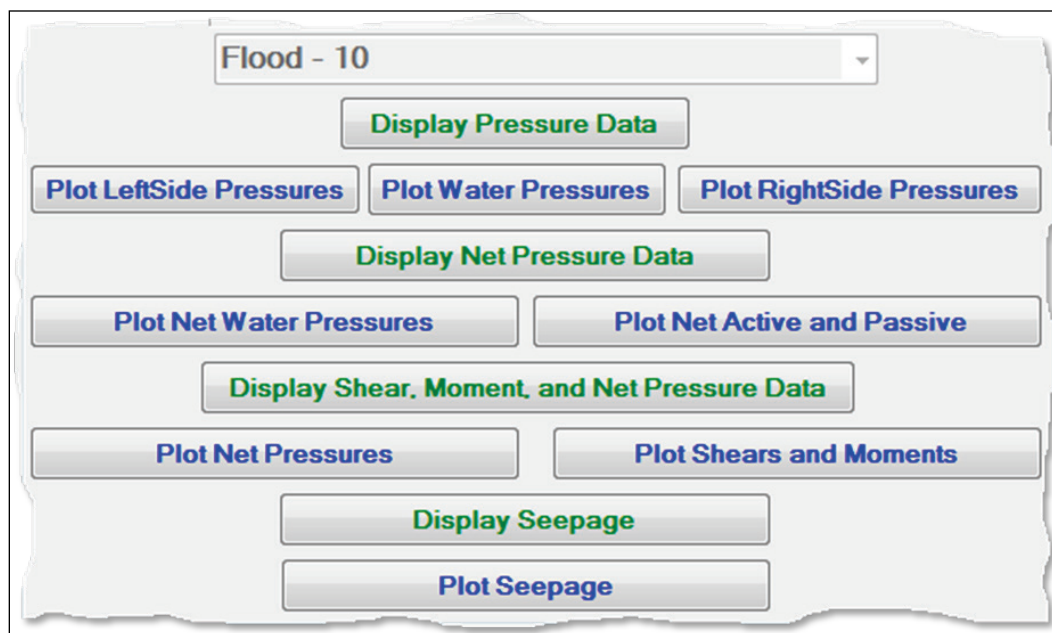 Flood - 10
Display Pressure Data
Plot LeftSide Pressures Plot Water Pressures Plot RightSide Pressures
Display Net Pressure Data
Plot Net Water Pressures Plot Net Active and Passive
Display Shear, Moment, and Net Pressure Data
Plot Net Pressures Plot Shears and Moments
Display Seepage
Plot Seepage